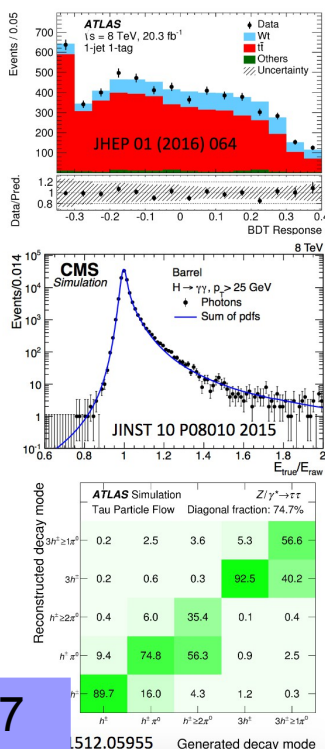 Events / 0.05
ATLAS
√s = 8 TeV, 20.3 fb⁻¹
1-jet 1-tag
Data
Wt
tt̄
Others
Uncertainty
700
600
500
400
300
200
100
JHEP 01 (2016) 064
Data/Pred.
1.2
1
0.8
-0.3 -0.2 -0.1 0 0.1 0.2 0.3 0.4
BDT Response
8 TeV
Events/0.014
CMS
Simulation
Barrel
H → γγ, p_T > 25 GeV
Photons
Sum of pdfs
10⁵
10⁴
10³
10²
10
1
10⁻¹
JINST 10 P08010 2015
0.6 0.8 1 1.2 1.4 1.6 1.8 2
E_true/E_raw
Reconstructed decay mode
ATLAS Simulation Z/γ*→ττ
Tau Particle Flow Diagonal fraction: 74.7%
3h±≥1π⁰ 0.2 2.5 3.6 5.3 56.6
3h± 0.2 0.6 0.3 92.5 40.2
h±≥2π⁰ 0.4 6.0 35.4 0.1 0.4
h±π⁰ 9.4 74.8 56.3 0.9 2.5
h± 89.7 16.0 4.3 1.2 0.3
h± h±π⁰ h±≥2π⁰ 3h± 3h±≥1π⁰
7
1512.05955 Generated decay mode